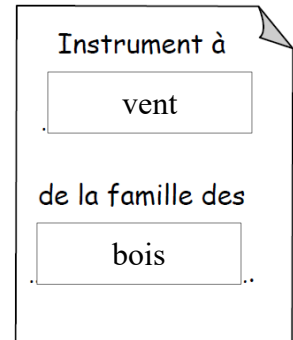 Instrument à
. vent
de la famille des
.. bois ..